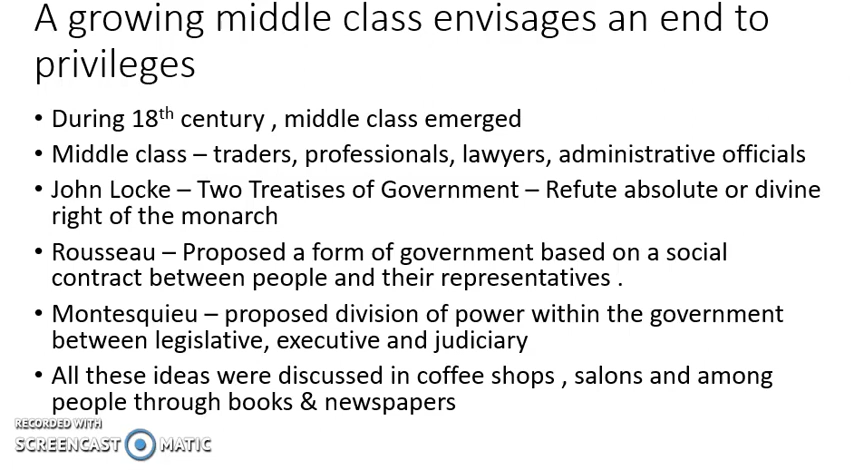 A growing middle class envisages an end to
privileges
• During 18th century , middle class emerged
• Middle class – traders, professionals, lawyers, administrative officials
• John Locke – Two Treatises of Government – Refute absolute or divine
right of the monarch
• Rousseau – Proposed a form of government based on a social
contract between people and their representatives .
• Montesquieu – proposed division of power within the government
between legislative, executive and judiciary
• All these ideas were discussed in coffee shops , salons and among
people through books & newspapers
RECORDED WITH
SCREENCAST MATIC